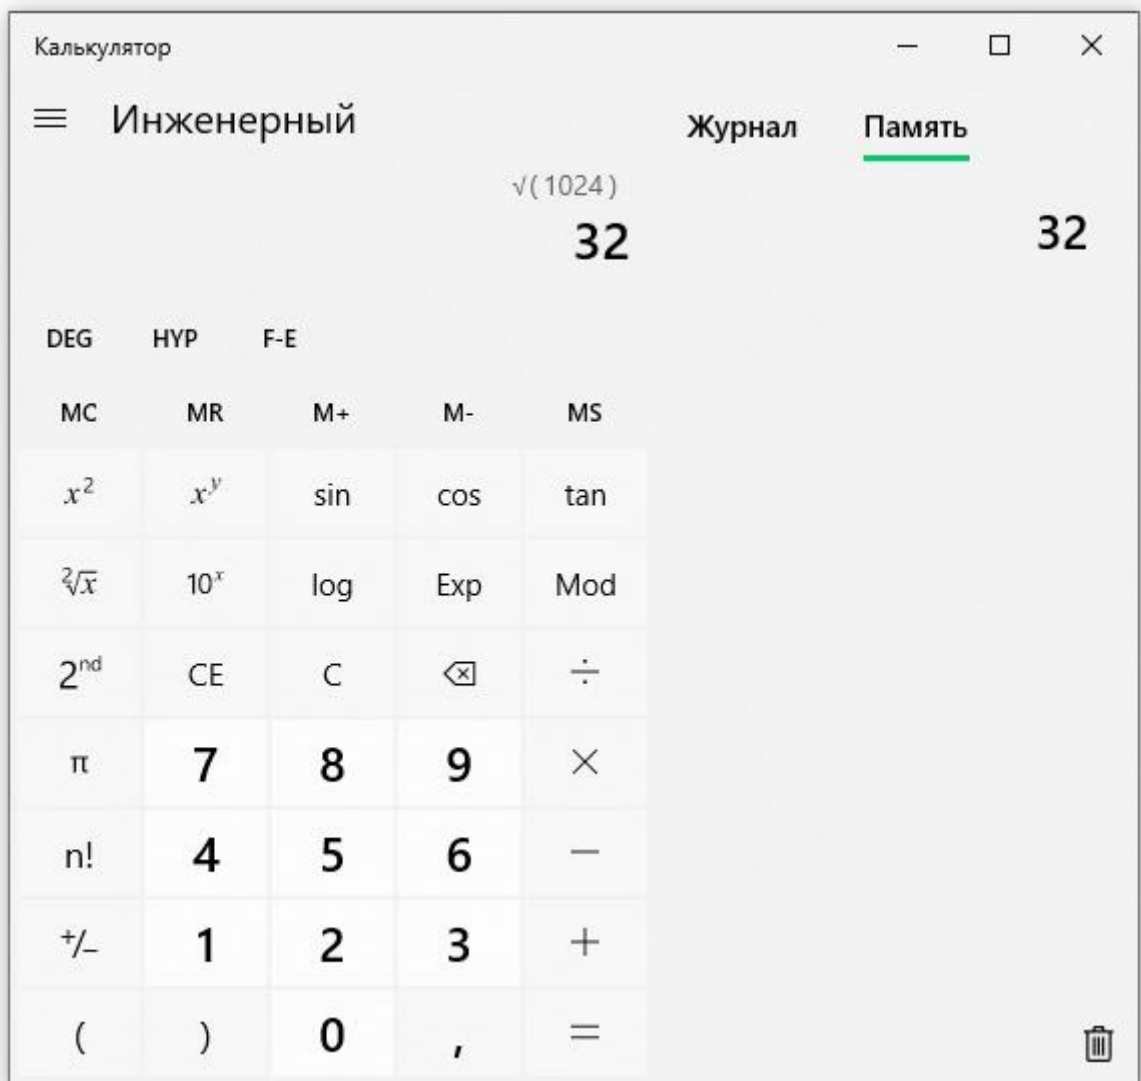 Калькулятор
Инженерный
Журнал Память
√( 1024 )
32
32
DEG HYP F-E
MC MR M+ M- MS
x² xʸ sin cos tan
²√x 10ˣ log Exp Mod
2ⁿᵈ CE C ÷
π 7 8 9 ×
n! 4 5 6 −
+/− 1 2 3 +
( ) 0 , =